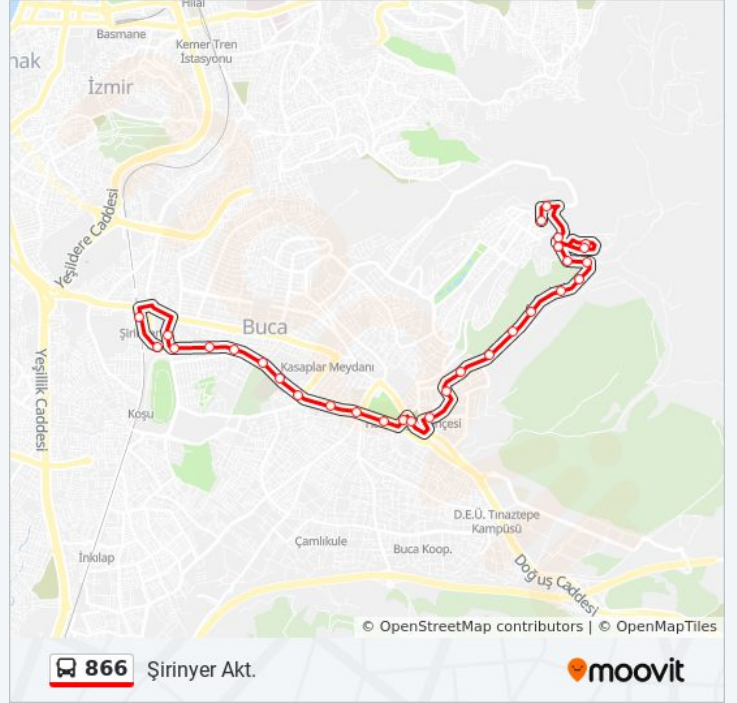 Hilal
Basmane
Kemer Tren
İstasyonu
nak
İzmir
Yeşildere Caddesi
Buca
Kasaplar Meydanı
Yeşillik Caddesi
Koşu
D.E.Ü. Tınaztepe
Kampüsü
Çamlıkule
Buca Koop.
İnkılap
Doğuş Caddesi
© OpenStreetMap contributors | © OpenMapTiles
866 Şirinyer Akt.
moovit